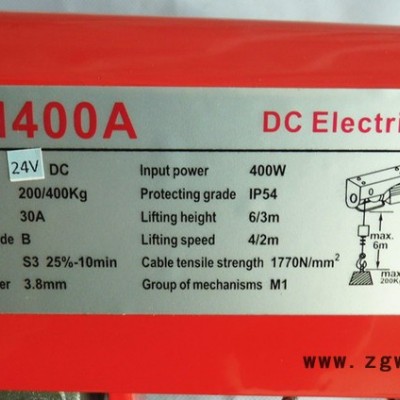 400A DC Electri
24V DC Input power 400W
200/400Kg Protecting grade IP54
30A Lifting height 6/3m
de B Lifting speed 4/2m
S3 25%-10min Cable tensile strength 1770N/mm²
er 3.8mm Group of mechanisms M1
max.
6m
max.
200K
www.zgw